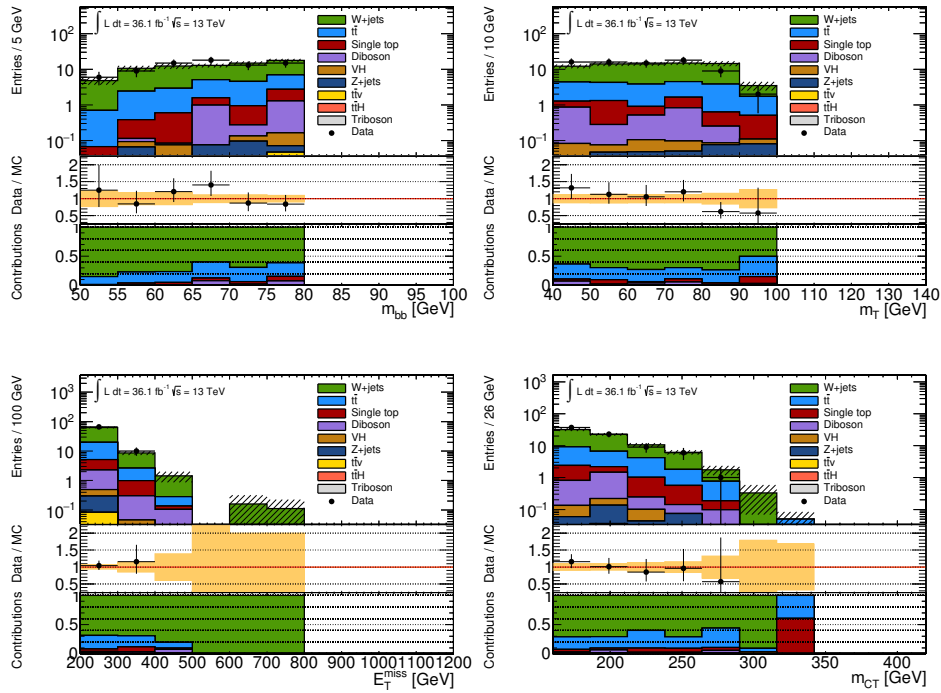 ∫ L dt = 36.1 fb⁻¹ √s = 13 TeV
W+jets
tt̄
Single top
Diboson
VH
Z+jets
tt̄v
tt̄H
Triboson
Data
Entries / 5 GeV
10²
10
1
10⁻¹
Data / MC
2
1.5
1
0.5
Contributions
1
0.5
0
50 55 60 65 70 75 80 85 90 95 100
m_bb [GeV]
∫ L dt = 36.1 fb⁻¹ √s = 13 TeV
W+jets
tt̄
Single top
Diboson
VH
Z+jets
tt̄v
tt̄H
Triboson
Data
Entries / 10 GeV
10²
10
1
10⁻¹
Data / MC
2
1.5
1
0.5
Contributions
1
0.5
0
40 50 60 70 80 90 100 110 120 130 140
m_T [GeV]
∫ L dt = 36.1 fb⁻¹ √s = 13 TeV
W+jets
tt̄
Single top
Diboson
VH
Z+jets
tt̄v
tt̄H
Triboson
Data
Entries / 100 GeV
10³
10²
10
1
10⁻¹
Data / MC
2
1.5
1
0.5
Contributions
1
0.5
0
200 300 400 500 600 700 800 900 1000 1100 1200
E_T^miss [GeV]
∫ L dt = 36.1 fb⁻¹ √s = 13 TeV
W+jets
tt̄
Single top
Diboson
VH
Z+jets
tt̄v
tt̄H
Triboson
Data
Entries / 26 GeV
10³
10²
10
1
10⁻¹
Data / MC
2
1.5
1
0.5
Contributions
1
0.5
0
200 250 300 350 400
m_CT [GeV]